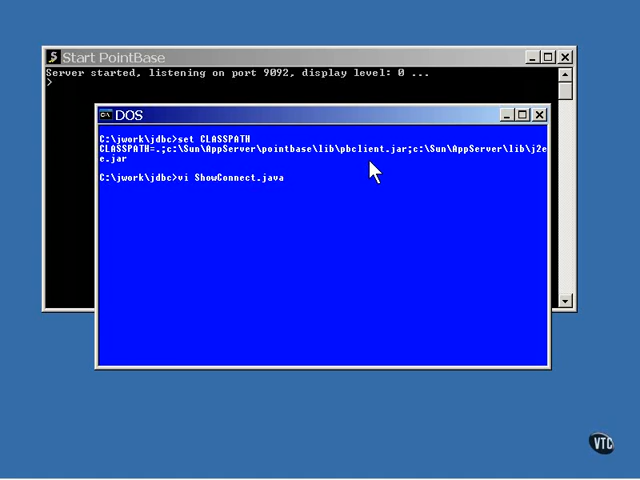 Start PointBase
Server started, listening on port 9092, display level: 0 ...
>
DOS
C:\jwork\jdbc>set CLASSPATH
CLASSPATH=.;c:\Sun\AppServer\pointbase\lib\pbclient.jar;c:\Sun\AppServer\lib\j2e
e.jar
C:\jwork\jdbc>vi ShowConnect.java
VTC